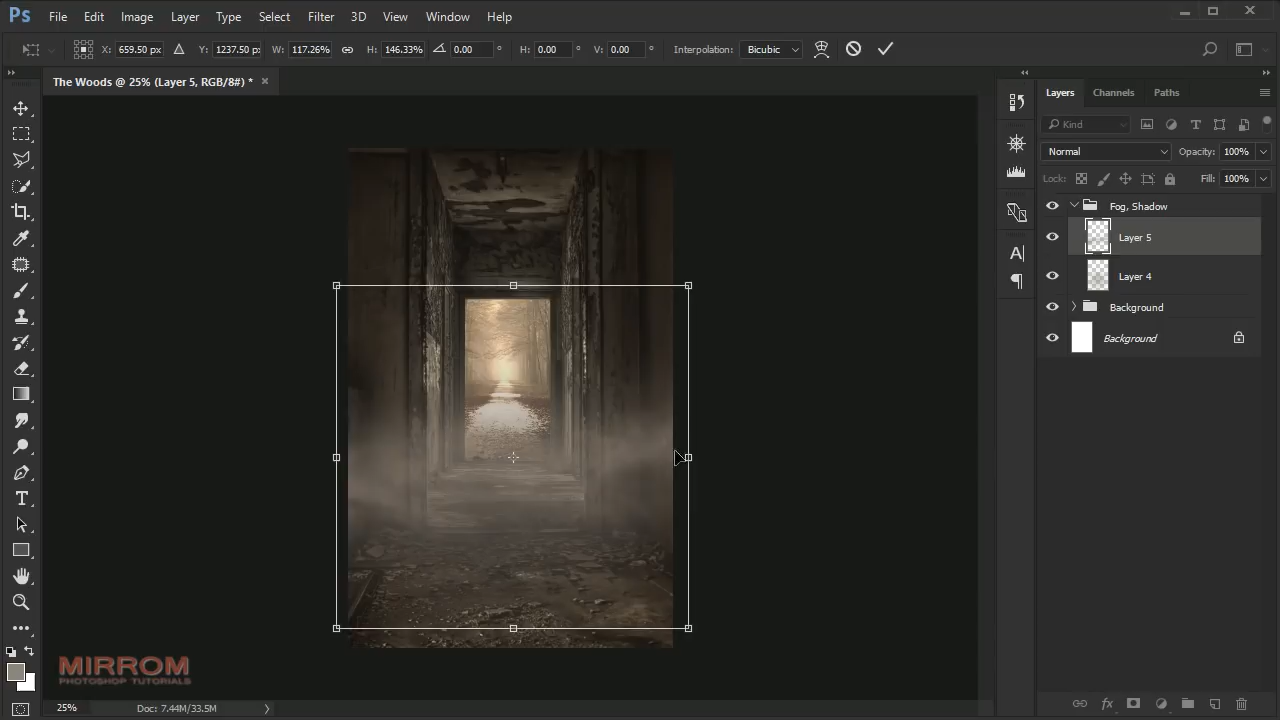 Ps File Edit Image Layer Type Select Filter 3D View Window Help
X: 659.50 px Y: 1237.50 px W: 117.26% H: 146.33% 0.00 ° H: 0.00 ° V: 0.00 ° Interpolation: Bicubic
The Woods @ 25% (Layer 5, RGB/8#) * ×
Layers Channels Paths
Kind
Normal Opacity: 100%
Lock: Fill: 100%
Fog, Shadow
Layer 5
Layer 4
Background
Background
MIRROM
PHOTOSHOP TUTORIALS
25% Doc: 7.44M/33.5M